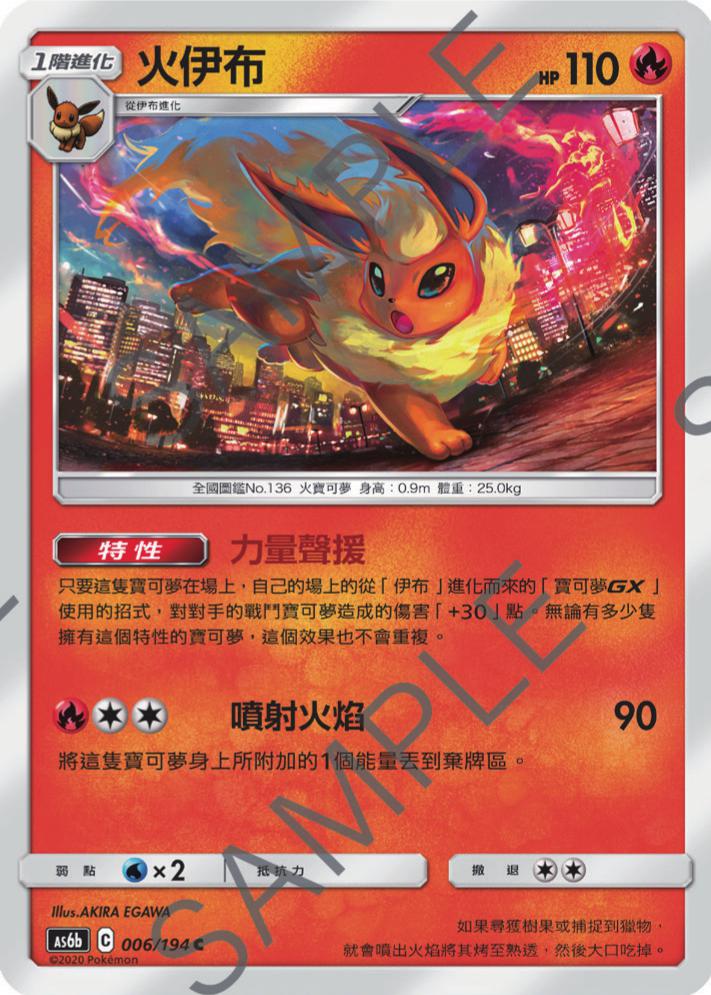 1階進化 火伊布 HP 110
從伊布進化
全國圖鑑No.136 火寶可夢 身高：0.9m 體重：25.0kg
特性 力量聲援
只要這隻寶可夢在場上，自己的場上的從「伊布」進化而來的「寶可夢GX」
使用的招式，對對手的戰鬥寶可夢造成的傷害「+30」點。無論有多少隻
擁有這個特性的寶可夢，這個效果也不會重複。
噴射火焰 90
將這隻寶可夢身上所附加的1個能量丟到棄牌區。
弱點 ×2 抵抗力 撤退
Illus.AKIRA EGAWA
如果尋獲樹果或捕捉到獵物，
AS6b C 006/194 C
就會噴出火焰將其烤至熟透，然後大口吃掉。
©2020 Pokémon
SAMPLE
SAMPLE